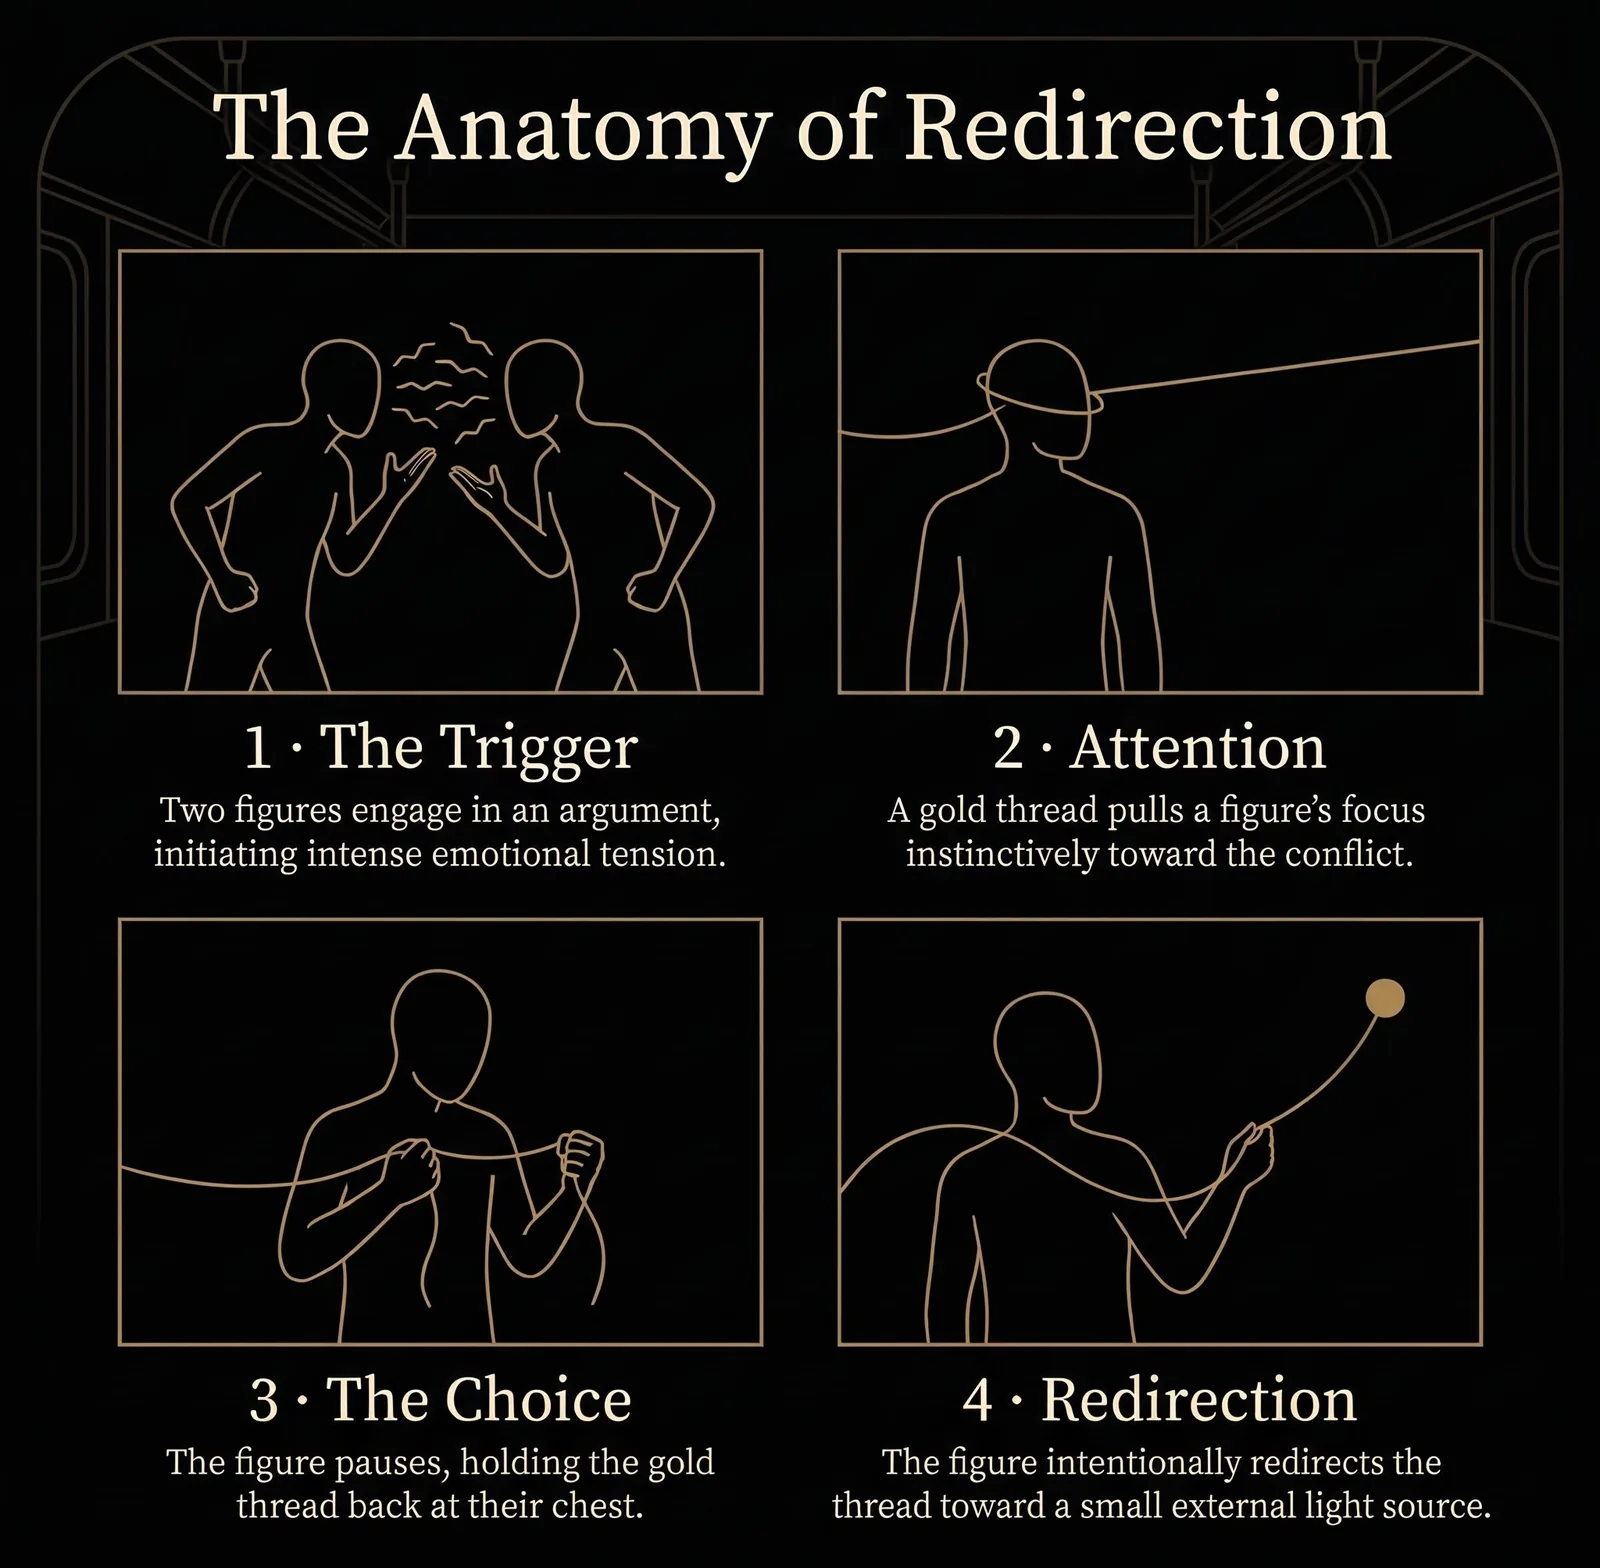 The Anatomy of Redirection
1 · The Trigger
Two figures engage in an argument,
initiating intense emotional tension.
2 · Attention
A gold thread pulls a figure’s focus
instinctively toward the conflict.
3 · The Choice
The figure pauses, holding the gold
thread back at their chest.
4 · Redirection
The figure intentionally redirects the
thread toward a small external light source.